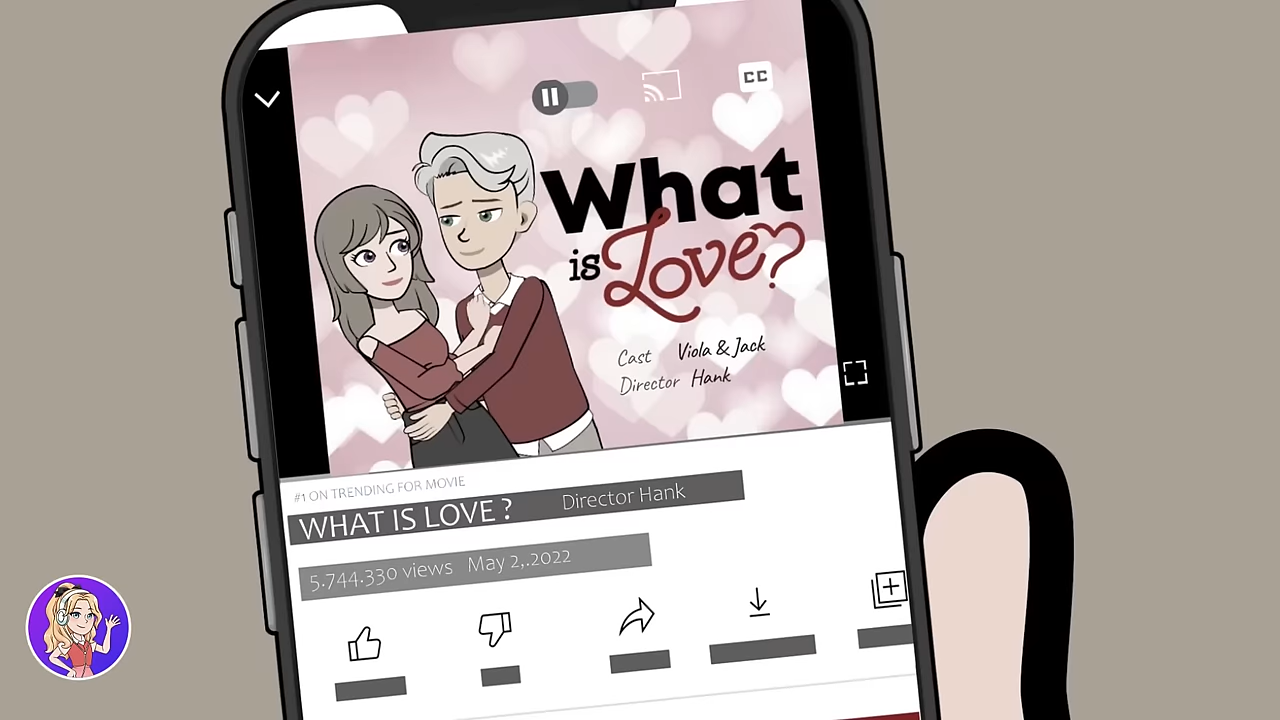 CC
What
is Love?
Cast Viola & Jack
Director Hank
#1 ON TRENDING FOR MOVIE
WHAT IS LOVE ? Director Hank
5.744.330 views May 2,.2022